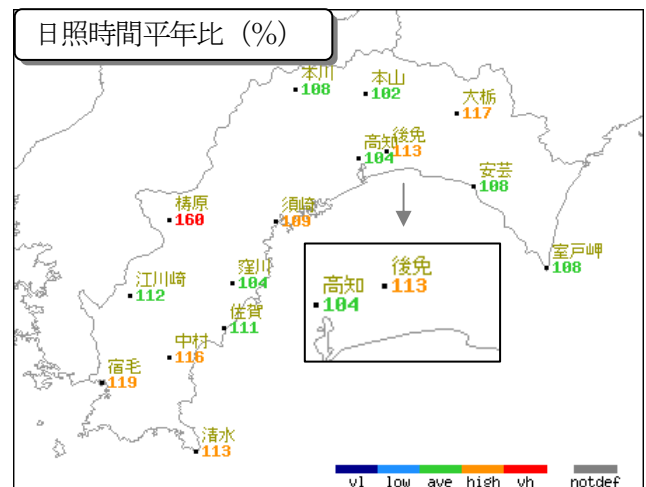 日照時間平年比（%）
本川
108
本山
102
大栃
117
高知
104
後免
113
安芸
108
梼原
160
須崎
109
室戸岬
108
窪川
104
江川崎
112
佐賀
111
後免
113
高知
104
中村
116
宿毛
119
清水
113
vl low ave high vh notdef